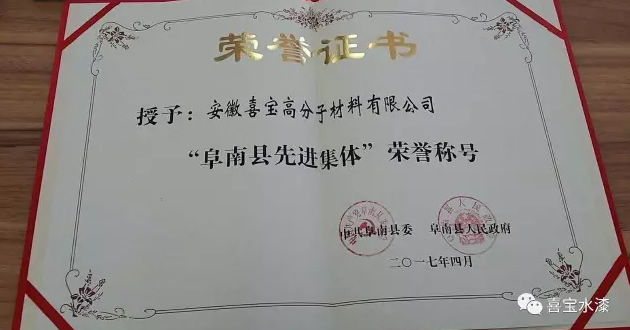 荣誉证书
授予：安徽喜宝高分子材料有限公司
“阜南县先进集体”荣誉称号
中共阜南县委 阜南县人民政府
二〇一七年四月
喜宝水漆